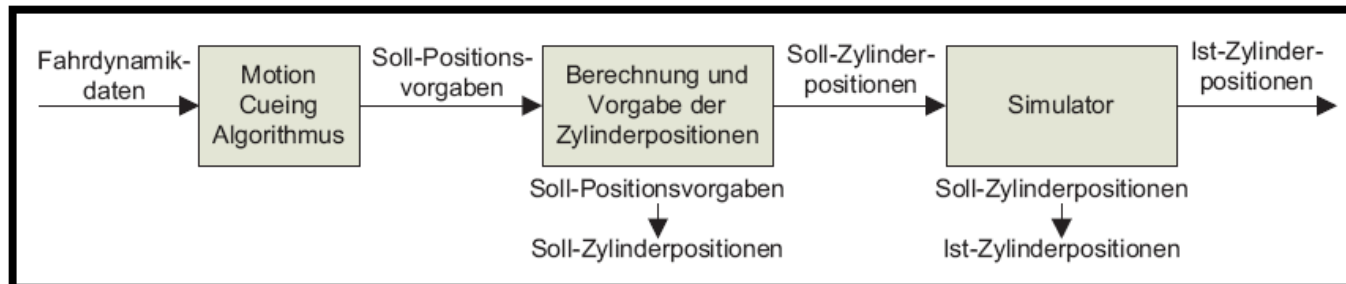 Fahrdynamik-
daten
Motion
Cueing
Algorithmus
Soll-Positions-
vorgaben
Berechnung und
Vorgabe der
Zylinderpositionen
Soll-Zylinder-
positionen
Simulator
Ist-Zylinder-
positionen
Soll-Positionsvorgaben
Soll-Zylinderpositionen
Soll-Zylinderpositionen
Ist-Zylinderpositionen